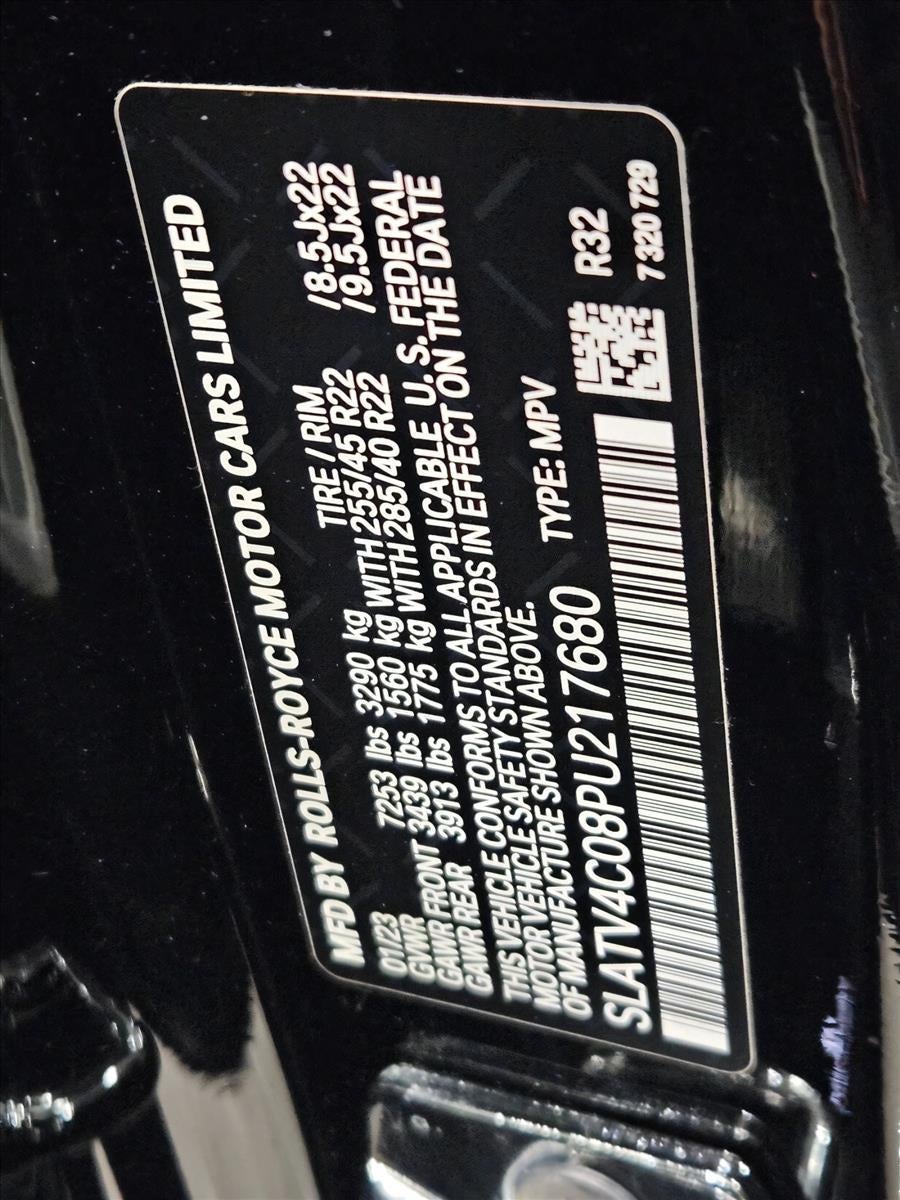 MFD BY ROLLS-ROYCE MOTOR CARS LIMITED
01/23 TIRE / RIM
GVWR 7253 lbs 3290 kg
GAWR FRONT 3439 lbs 1560 kg WITH 255/45 R22 /8.5Jx22
GAWR REAR 3913 lbs 1775 kg WITH 285/40 R22 /9.5Jx22
THIS VEHICLE CONFORMS TO ALL APPLICABLE U. S. FEDERAL
MOTOR VEHICLE SAFETY STANDARDS IN EFFECT ON THE DATE
OF MANUFACTURE SHOWN ABOVE.
SLATV4C08PU217680 TYPE: MPV
R32
7 320 729